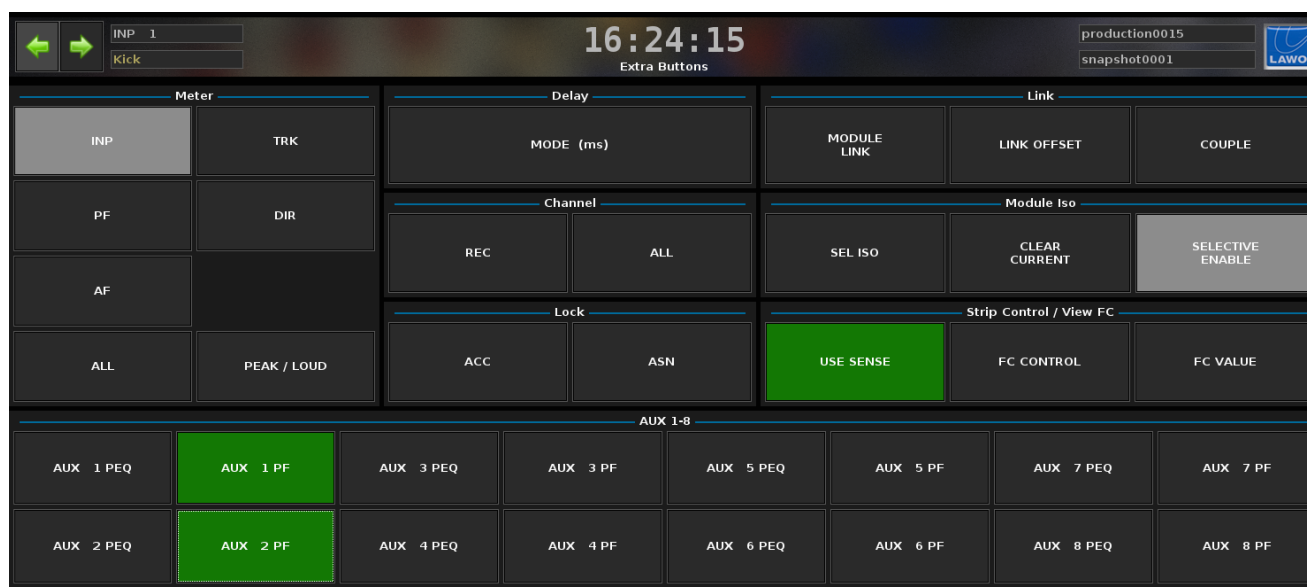 INP 1
Kick
16:24:15
Extra Buttons
production0015
snapshot0001
LAWO
Meter
INP
TRK
PF
DIR
AF
ALL
PEAK / LOUD
Delay
MODE (ms)
Channel
REC
ALL
Lock
ACC
ASN
Link
MODULE
LINK
LINK OFFSET
COUPLE
Module Iso
SEL ISO
CLEAR
CURRENT
SELECTIVE
ENABLE
Strip Control / View FC
USE SENSE
FC CONTROL
FC VALUE
AUX 1-8
AUX 1 PEQ
AUX 1 PF
AUX 3 PEQ
AUX 3 PF
AUX 5 PEQ
AUX 5 PF
AUX 7 PEQ
AUX 7 PF
AUX 2 PEQ
AUX 2 PF
AUX 4 PEQ
AUX 4 PF
AUX 6 PEQ
AUX 6 PF
AUX 8 PEQ
AUX 8 PF